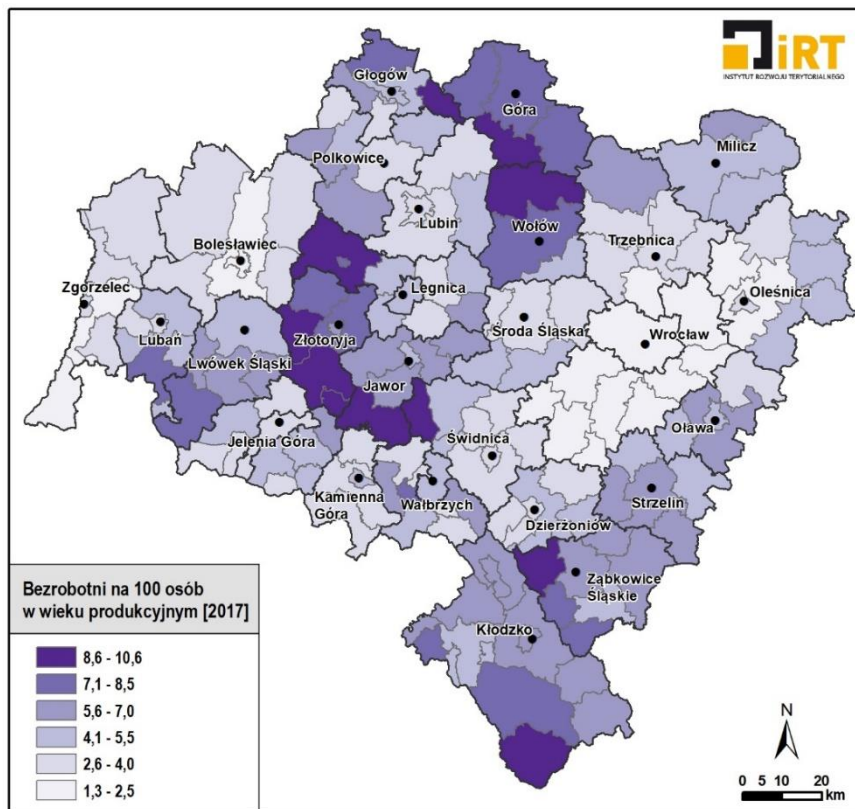 iRT
INSTYTUT ROZWOJU TERYTORIALNEGO
Głogów
Góra
Milicz
Polkowice
Lubin
Wołów
Trzebnica
Bolesławiec
Zgorzelec
Legnica
Oleśnica
Lubań
Złotoryja
Środa Śląska
Wrocław
Lwówek Śląski
Jawor
Oława
Jelenia Góra
Świdnica
Kamienna
Góra
Wałbrzych
Strzelin
Dzierżoniów
Ząbkowice
Śląskie
Kłodzko
Bezrobotni na 100 osób
w wieku produkcyjnym [2017]
8,6 - 10,6
7,1 - 8,5
5,6 - 7,0
4,1 - 5,5
2,6 - 4,0
1,3 - 2,5
N
0 5 10 20
km